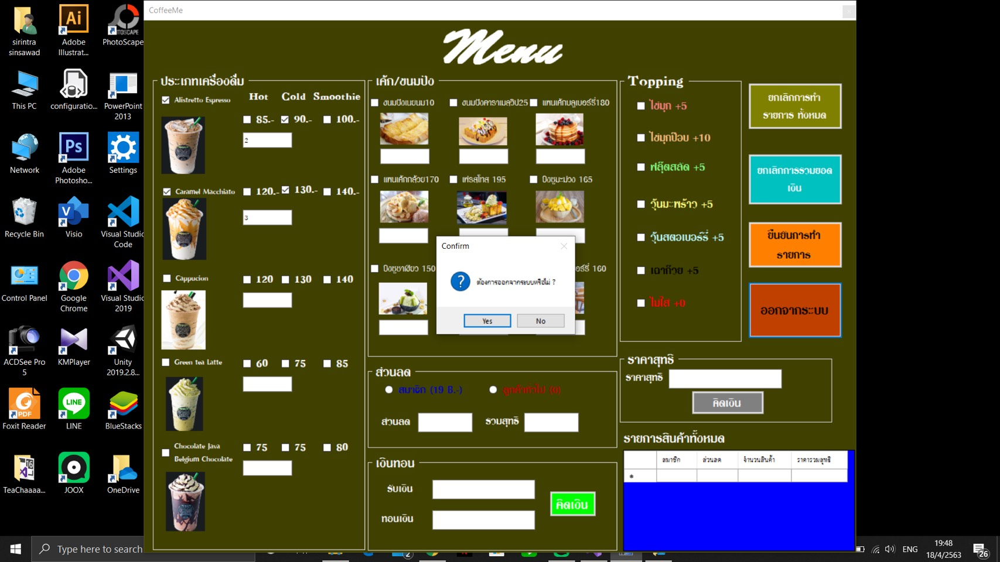 CoffeeMe
sirintra
sinsawad
Adobe
Illustrat...
PhotoScape
This PC
configuratio...
PowerPoint
2013
Network
Adobe
Photosho...
Settings
Recycle Bin
Visio
Visual Studio
Code
Control Panel
Google
Chrome
Visual Studio
2019
ACDSee Pro
5
KMPlayer
Unity
2019.2.8...
Foxit Reader
LINE
BlueStacks
TeaChaaaa...
JOOX
OneDrive
Menu
ประเภทเครื่องดื่ม
Hot Cold Smoothie
Alistretto Espresso
85.- 90.- 100.-
2
Caramel Macchiato
120.- 130.- 140.-
3
Cappucion
120 130 140
Green tea Latte
60 75 85
Chocolate Java
Belgium Chocolate
75 75 80
เค้ก/ขนมปัง
ขนมปังเนยนม10
ขนมปังคาราเมลวิป25
แพนเค้กบลูเบอร์รี่180
แพนเค้กกล้วย170
เฟรสโทส 195
ปิงซูมะม่วง 165
ปิงซูชาเขียว 150
อร์รี่ 160
Confirm
ต้องการออกจากระบบหรือไม่ ?
Yes
No
ส่วนลด
สมาชิก (19 B.-)
ลูกค้าทั่วไป (0)
ส่วนลด
รวมสุทธิ
เงินทอน
รับเงิน
ทอนเงิน
คิดเงิน
Topping
ไข่มุก +5
ไข่มุกป๊อบ +10
ฟลุ๊ตสลัด +5
วุ้นมะพร้าว +5
วุ้นสตอเบอร์รี่ +5
เฉาก๊วย +5
ไม่ใส่ +0
ยกเลิกการทำ
รายการ ทั้งหมด
ยกเลิกการรวมยอด
เงิน
ยืนยันการทำ
รายการ
ออกจากระบบ
ราคาสุทธิ
ราคาสุทธิ
คิดเงิน
รายการสินค้าทั้งหมด
สมาชิก ส่วนลด จำนวนสินค้า ราคารวมสุทธิ
Type here to search
ENG
19:48
18/4/2563
26